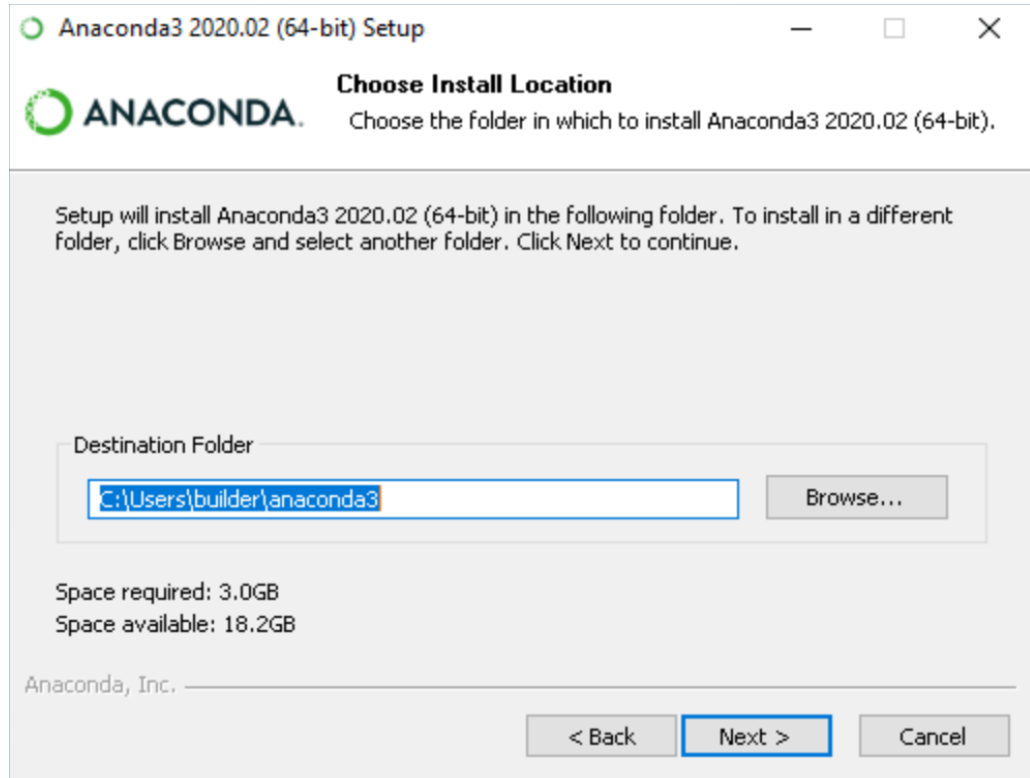 Anaconda3 2020.02 (64-bit) Setup
ANACONDA.
Choose Install Location
Choose the folder in which to install Anaconda3 2020.02 (64-bit).
Setup will install Anaconda3 2020.02 (64-bit) in the following folder. To install in a different
folder, click Browse and select another folder. Click Next to continue.
Destination Folder
C:\Users\builder\anaconda3
Browse...
Space required: 3.0GB
Space available: 18.2GB
Anaconda, Inc.
< Back
Next >
Cancel